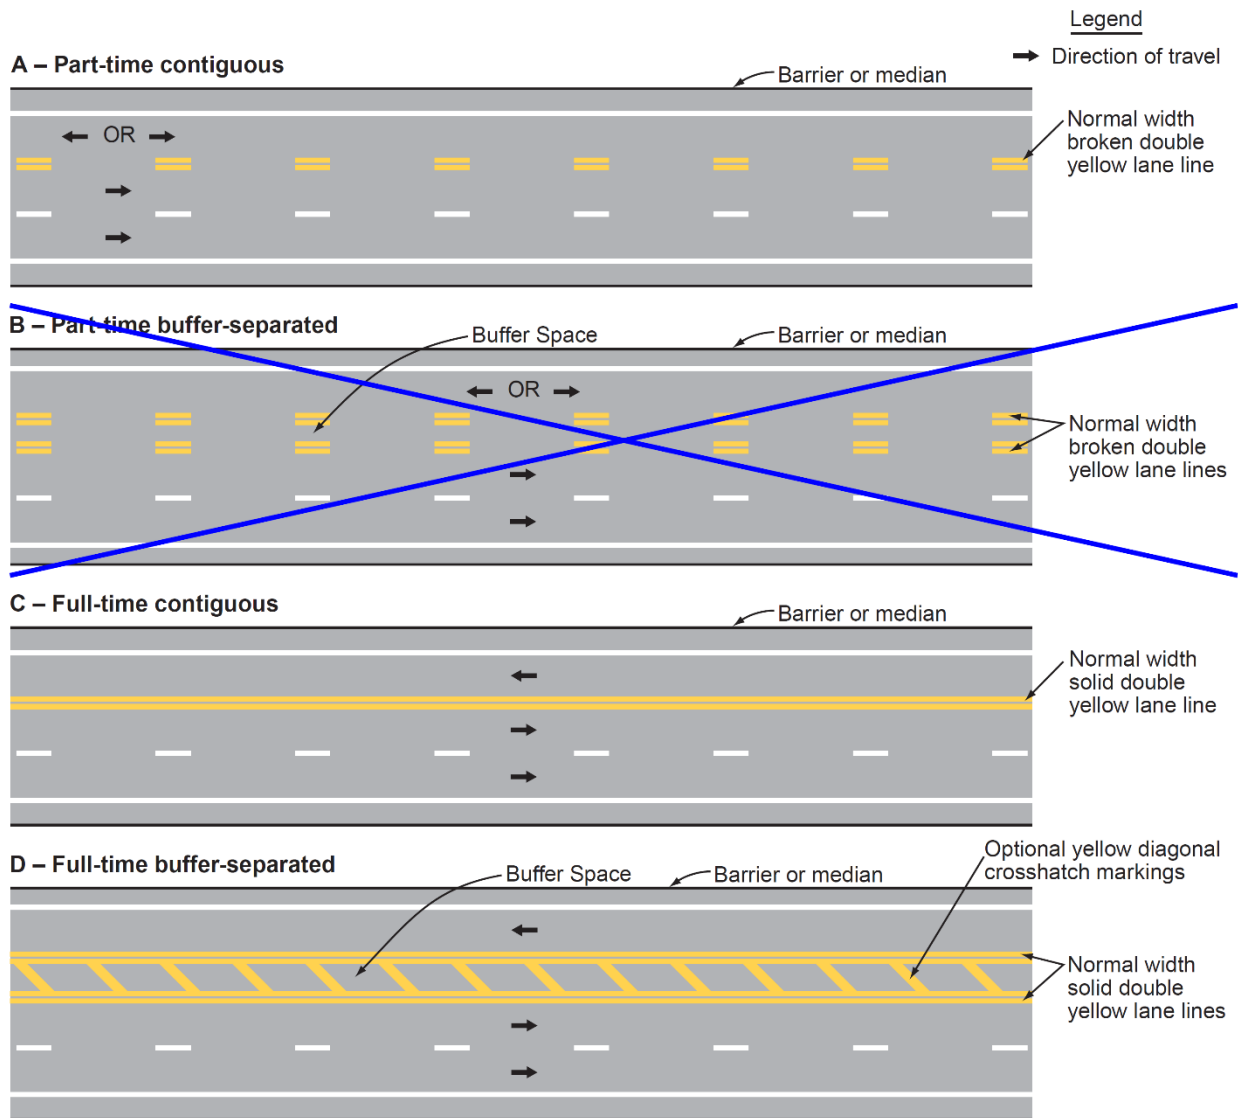 Legend
Direction of travel
A – Part-time contiguous
Barrier or median
OR
Normal width
broken double
yellow lane line
B – Part-time buffer-separated
Buffer Space
Barrier or median
OR
Normal width
broken double
yellow lane lines
C – Full-time contiguous
Barrier or median
Normal width
solid double
yellow lane line
D – Full-time buffer-separated
Buffer Space
Barrier or median
Optional yellow diagonal
crosshatch markings
Normal width
solid double
yellow lane lines